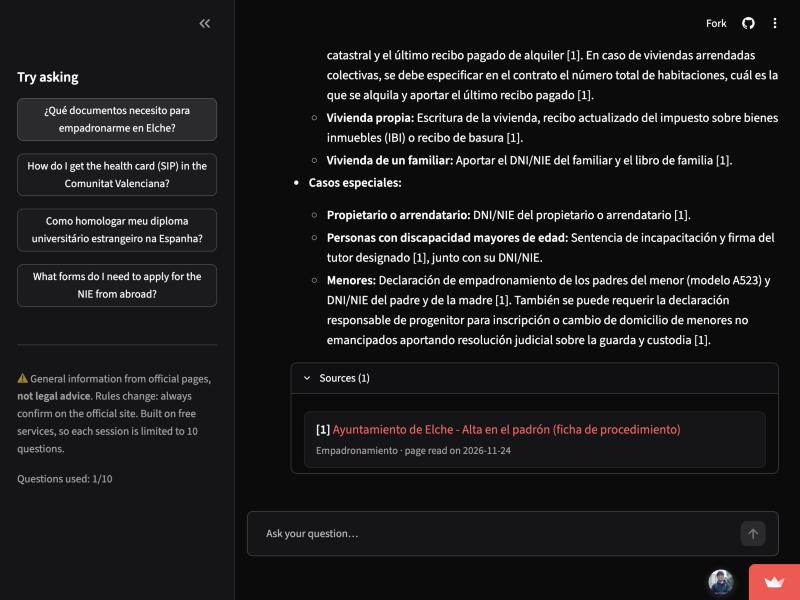 Fork
Try asking
¿Qué documentos necesito para
empadronarme en Elche?
How do I get the health card (SIP) in the
Comunitat Valenciana?
Como homologar meu diploma
universitário estrangeiro na Espanha?
What forms do I need to apply for the
NIE from abroad?
⚠️ General information from official pages,
not legal advice. Rules change: always
confirm on the official site. Built on free
services, so each session is limited to 10
questions.
Questions used: 1/10
catastral y el último recibo pagado de alquiler [1]. En caso de viviendas arrendadas
colectivas, se debe especificar en el contrato el número total de habitaciones, cuál es la
que se alquila y aportar el último recibo pagado [1].
Vivienda propia: Escritura de la vivienda, recibo actualizado del impuesto sobre bienes
inmuebles (IBI) o recibo de basura [1].
Vivienda de un familiar: Aportar el DNI/NIE del familiar y el libro de familia [1].
Casos especiales:
Propietario o arrendatario: DNI/NIE del propietario o arrendatario [1].
Personas con discapacidad mayores de edad: Sentencia de incapacitación y firma del
tutor designado [1], junto con su DNI/NIE.
Menores: Declaración de empadronamiento de los padres del menor (modelo A523) y
DNI/NIE del padre y de la madre [1]. También se puede requerir la declaración
responsable de progenitor para inscripción o cambio de domicilio de menores no
emancipados aportando resolución judicial sobre la guarda y custodia [1].
Sources (1)
[1] Ayuntamiento de Elche - Alta en el padrón (ficha de procedimiento)
Empadronamiento · page read on 2026-11-24
Ask your question…